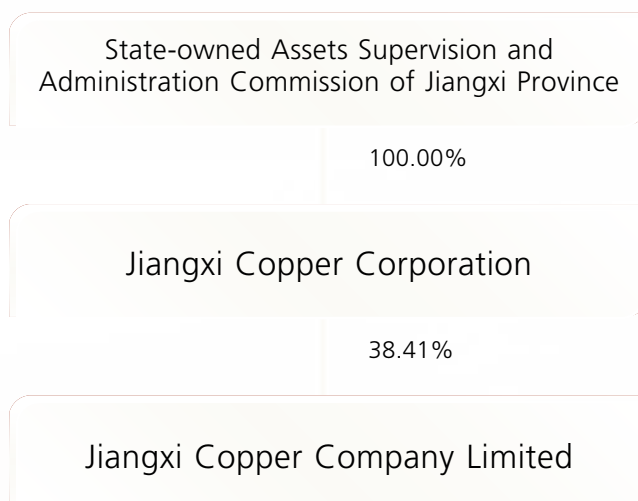 State-owned Assets Supervision and
Administration Commission of Jiangxi Province
100.00%
Jiangxi Copper Corporation
38.41%
Jiangxi Copper Company Limited